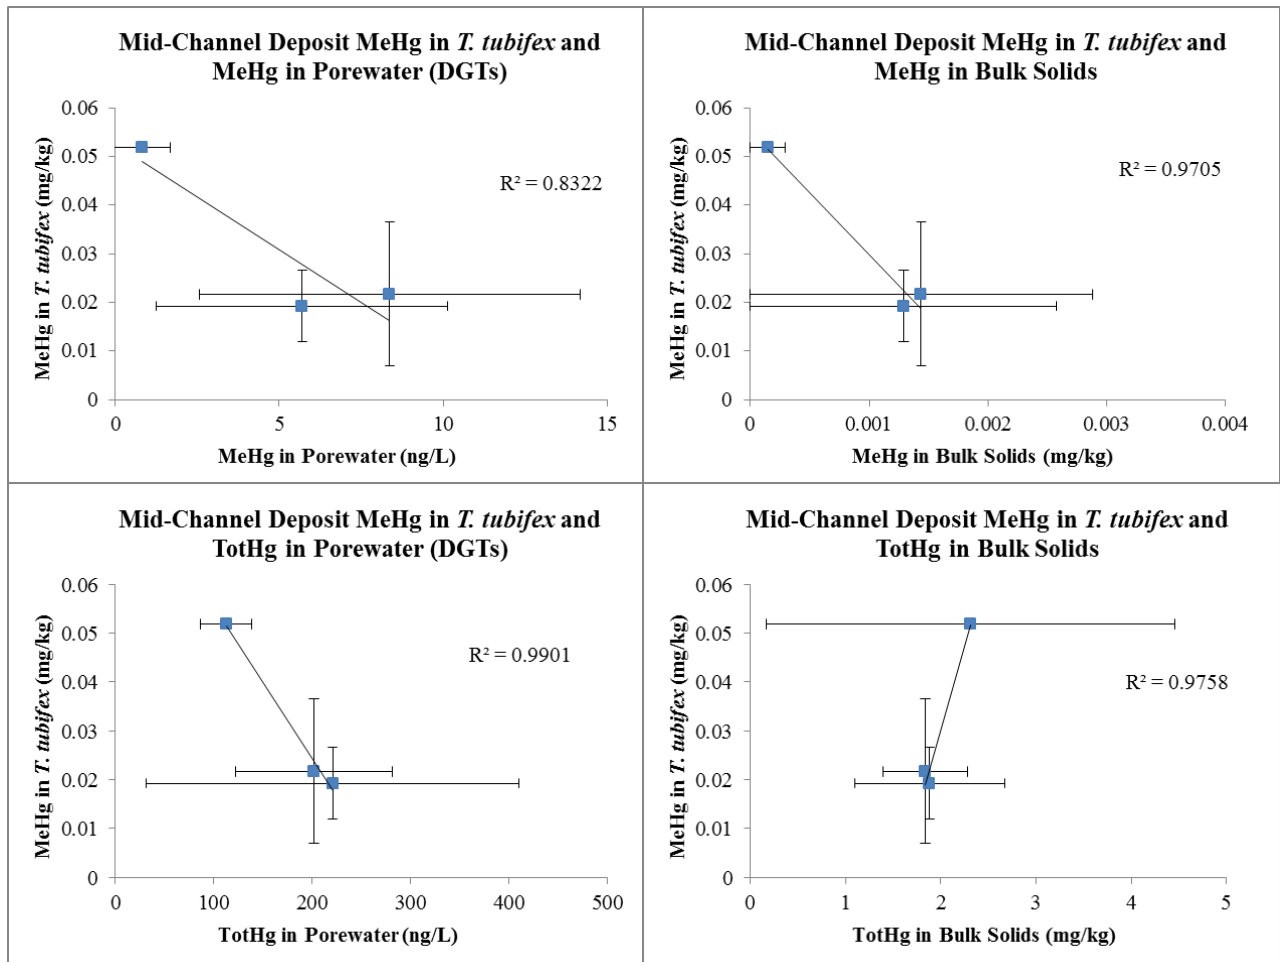 Mid-Channel Deposit MeHg in T. tubifex and
MeHg in Porewater (DGTs)
0.06
0.05
0.04
0.03
0.02
0.01
0
MeHg in T. tubifex (mg/kg)
R² = 0.8322
0
5
10
15
MeHg in Porewater (ng/L)
Mid-Channel Deposit MeHg in T. tubifex and
MeHg in Bulk Solids
0.06
0.05
0.04
0.03
0.02
0.01
0
MeHg in T. tubifex (mg/kg)
R² = 0.9705
0
0.001
0.002
0.003
0.004
MeHg in Bulk Solids (mg/kg)
Mid-Channel Deposit MeHg in T. tubifex and
TotHg in Porewater (DGTs)
0.06
0.05
0.04
0.03
0.02
0.01
0
MeHg in T. tubifex (mg/kg)
R² = 0.9901
0
100
200
300
400
500
TotHg in Porewater (ng/L)
Mid-Channel Deposit MeHg in T. tubifex and
TotHg in Bulk Solids
0.06
0.05
0.04
0.03
0.02
0.01
0
MeHg in T. tubifex (mg/kg)
R² = 0.9758
0
1
2
3
4
5
TotHg in Bulk Solids (mg/kg)